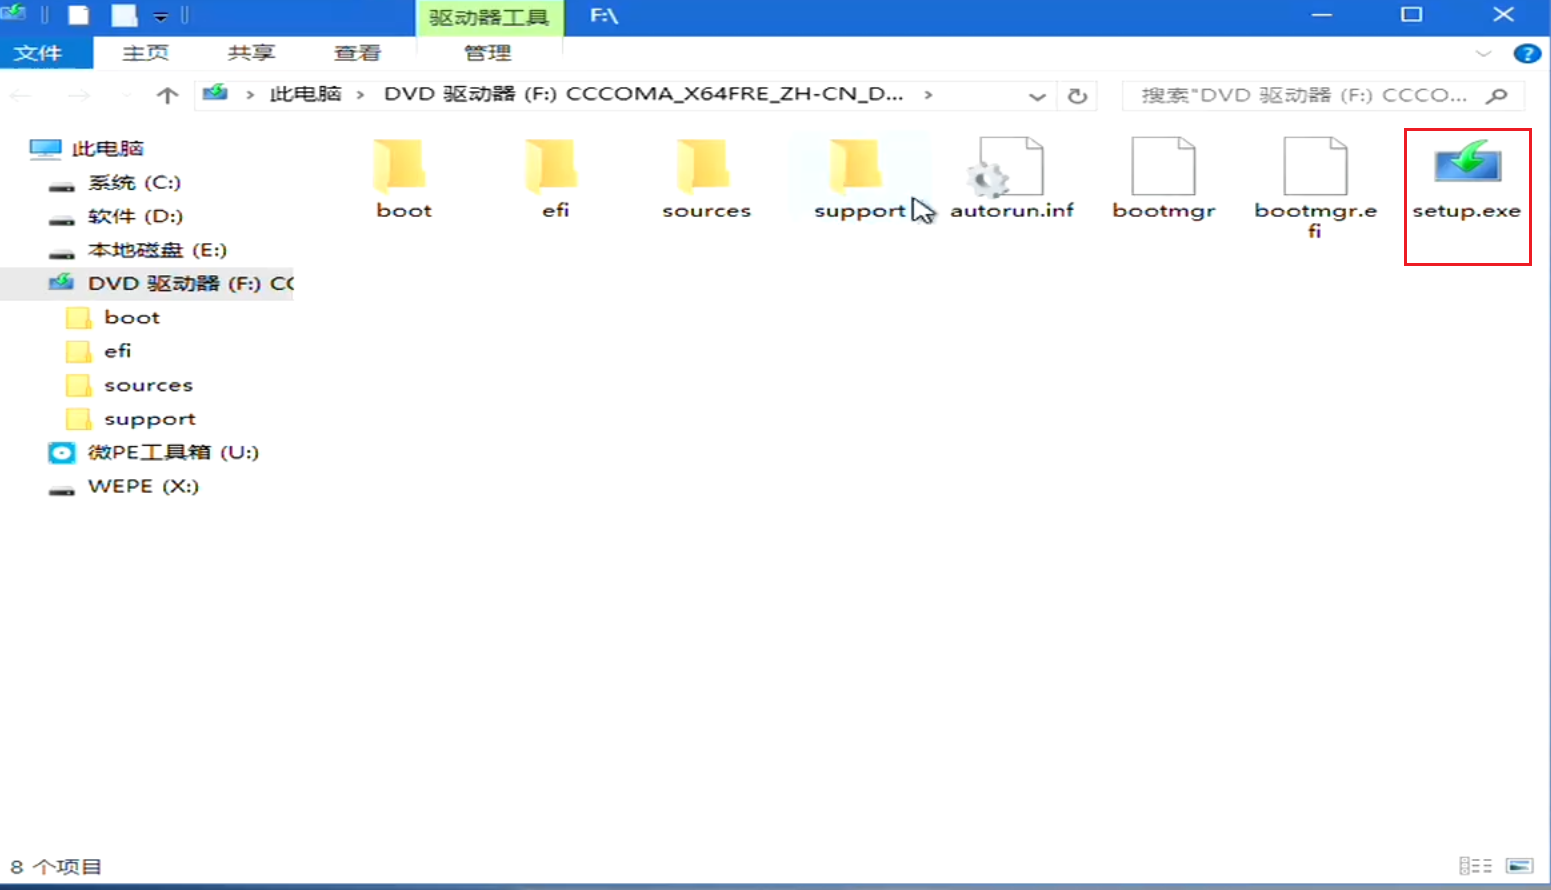 驱动器工具
F:\
文件
主页
共享
查看
管理
此电脑
DVD 驱动器 (F:) CCCOMA_X64FRE_ZH-CN_D...
搜索"DVD 驱动器 (F:) CCCO...
此电脑
系统 (C:)
软件 (D:)
本地磁盘 (E:)
DVD 驱动器 (F:) CC
boot
efi
sources
support
微PE工具箱 (U:)
WEPE (X:)
boot
efi
sources
support
autorun.inf
bootmgr
bootmgr.e
fi
setup.exe
8 个项目